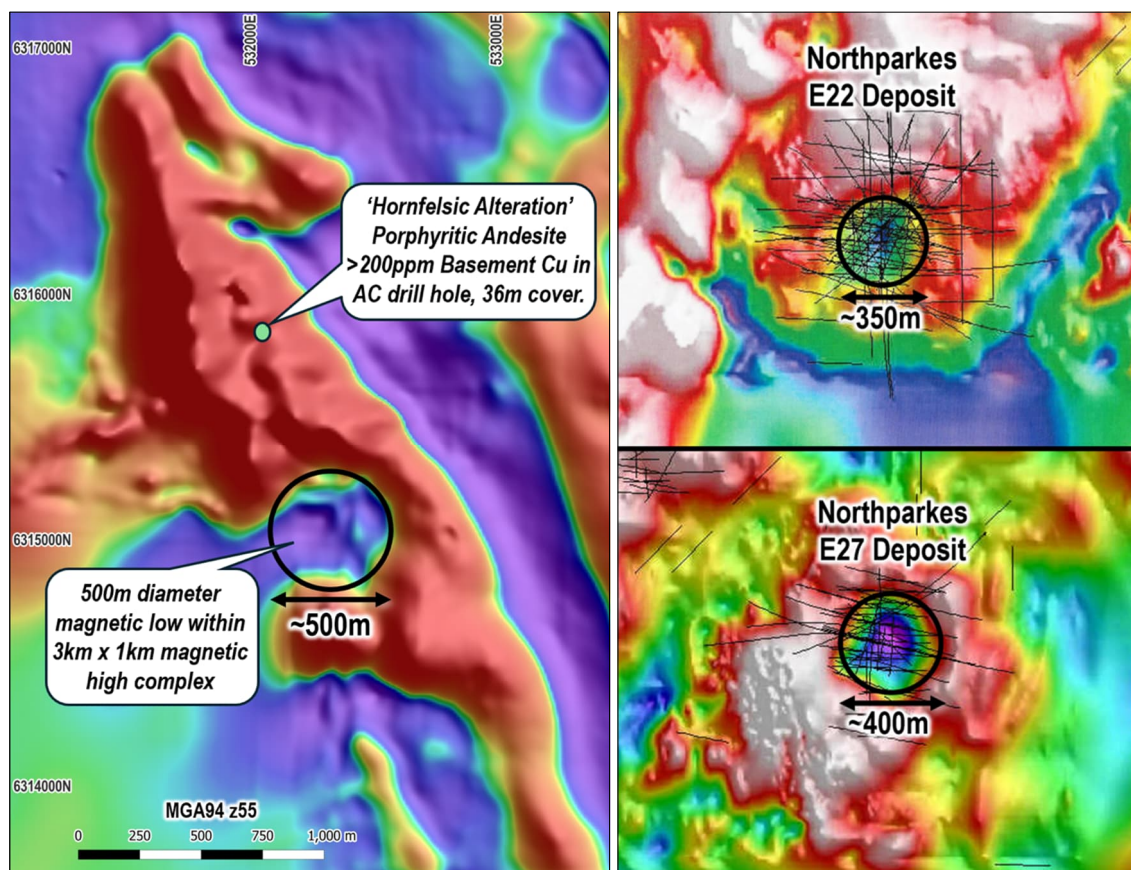 6317000N
532000E
533000E
'Hornfelsic Alteration'
Porphyritic Andesite
>200ppm Basement Cu in
AC drill hole, 36m cover.
6316000N
6315000N
500m diameter
magnetic low within
3km x 1km magnetic
high complex
~500m
6314000N
MGA94 z55
0 250 500 750 1,000 m
Northparkes
E22 Deposit
~350m
Northparkes
E27 Deposit
~400m